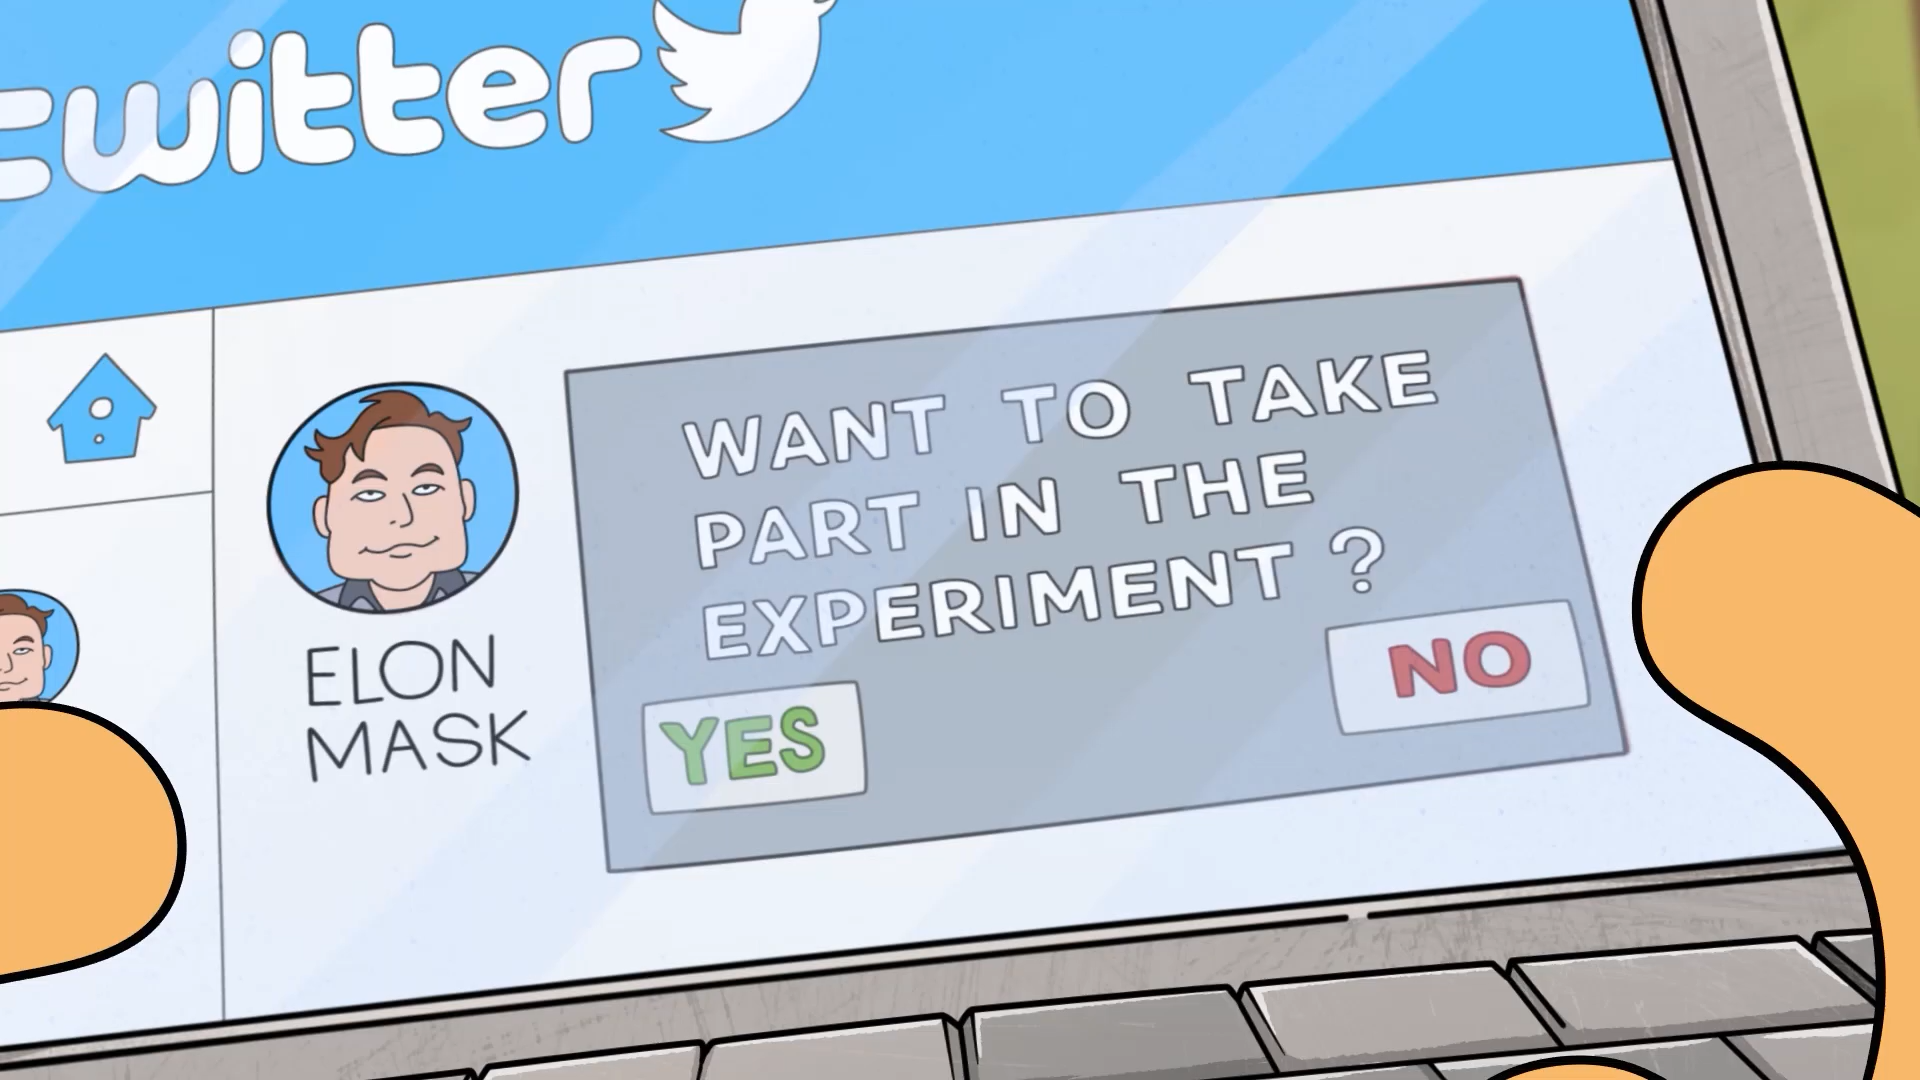 twitter
WANT TO TAKE
PART IN THE
EXPERIMENT ?
ELON
MASK
YES
NO